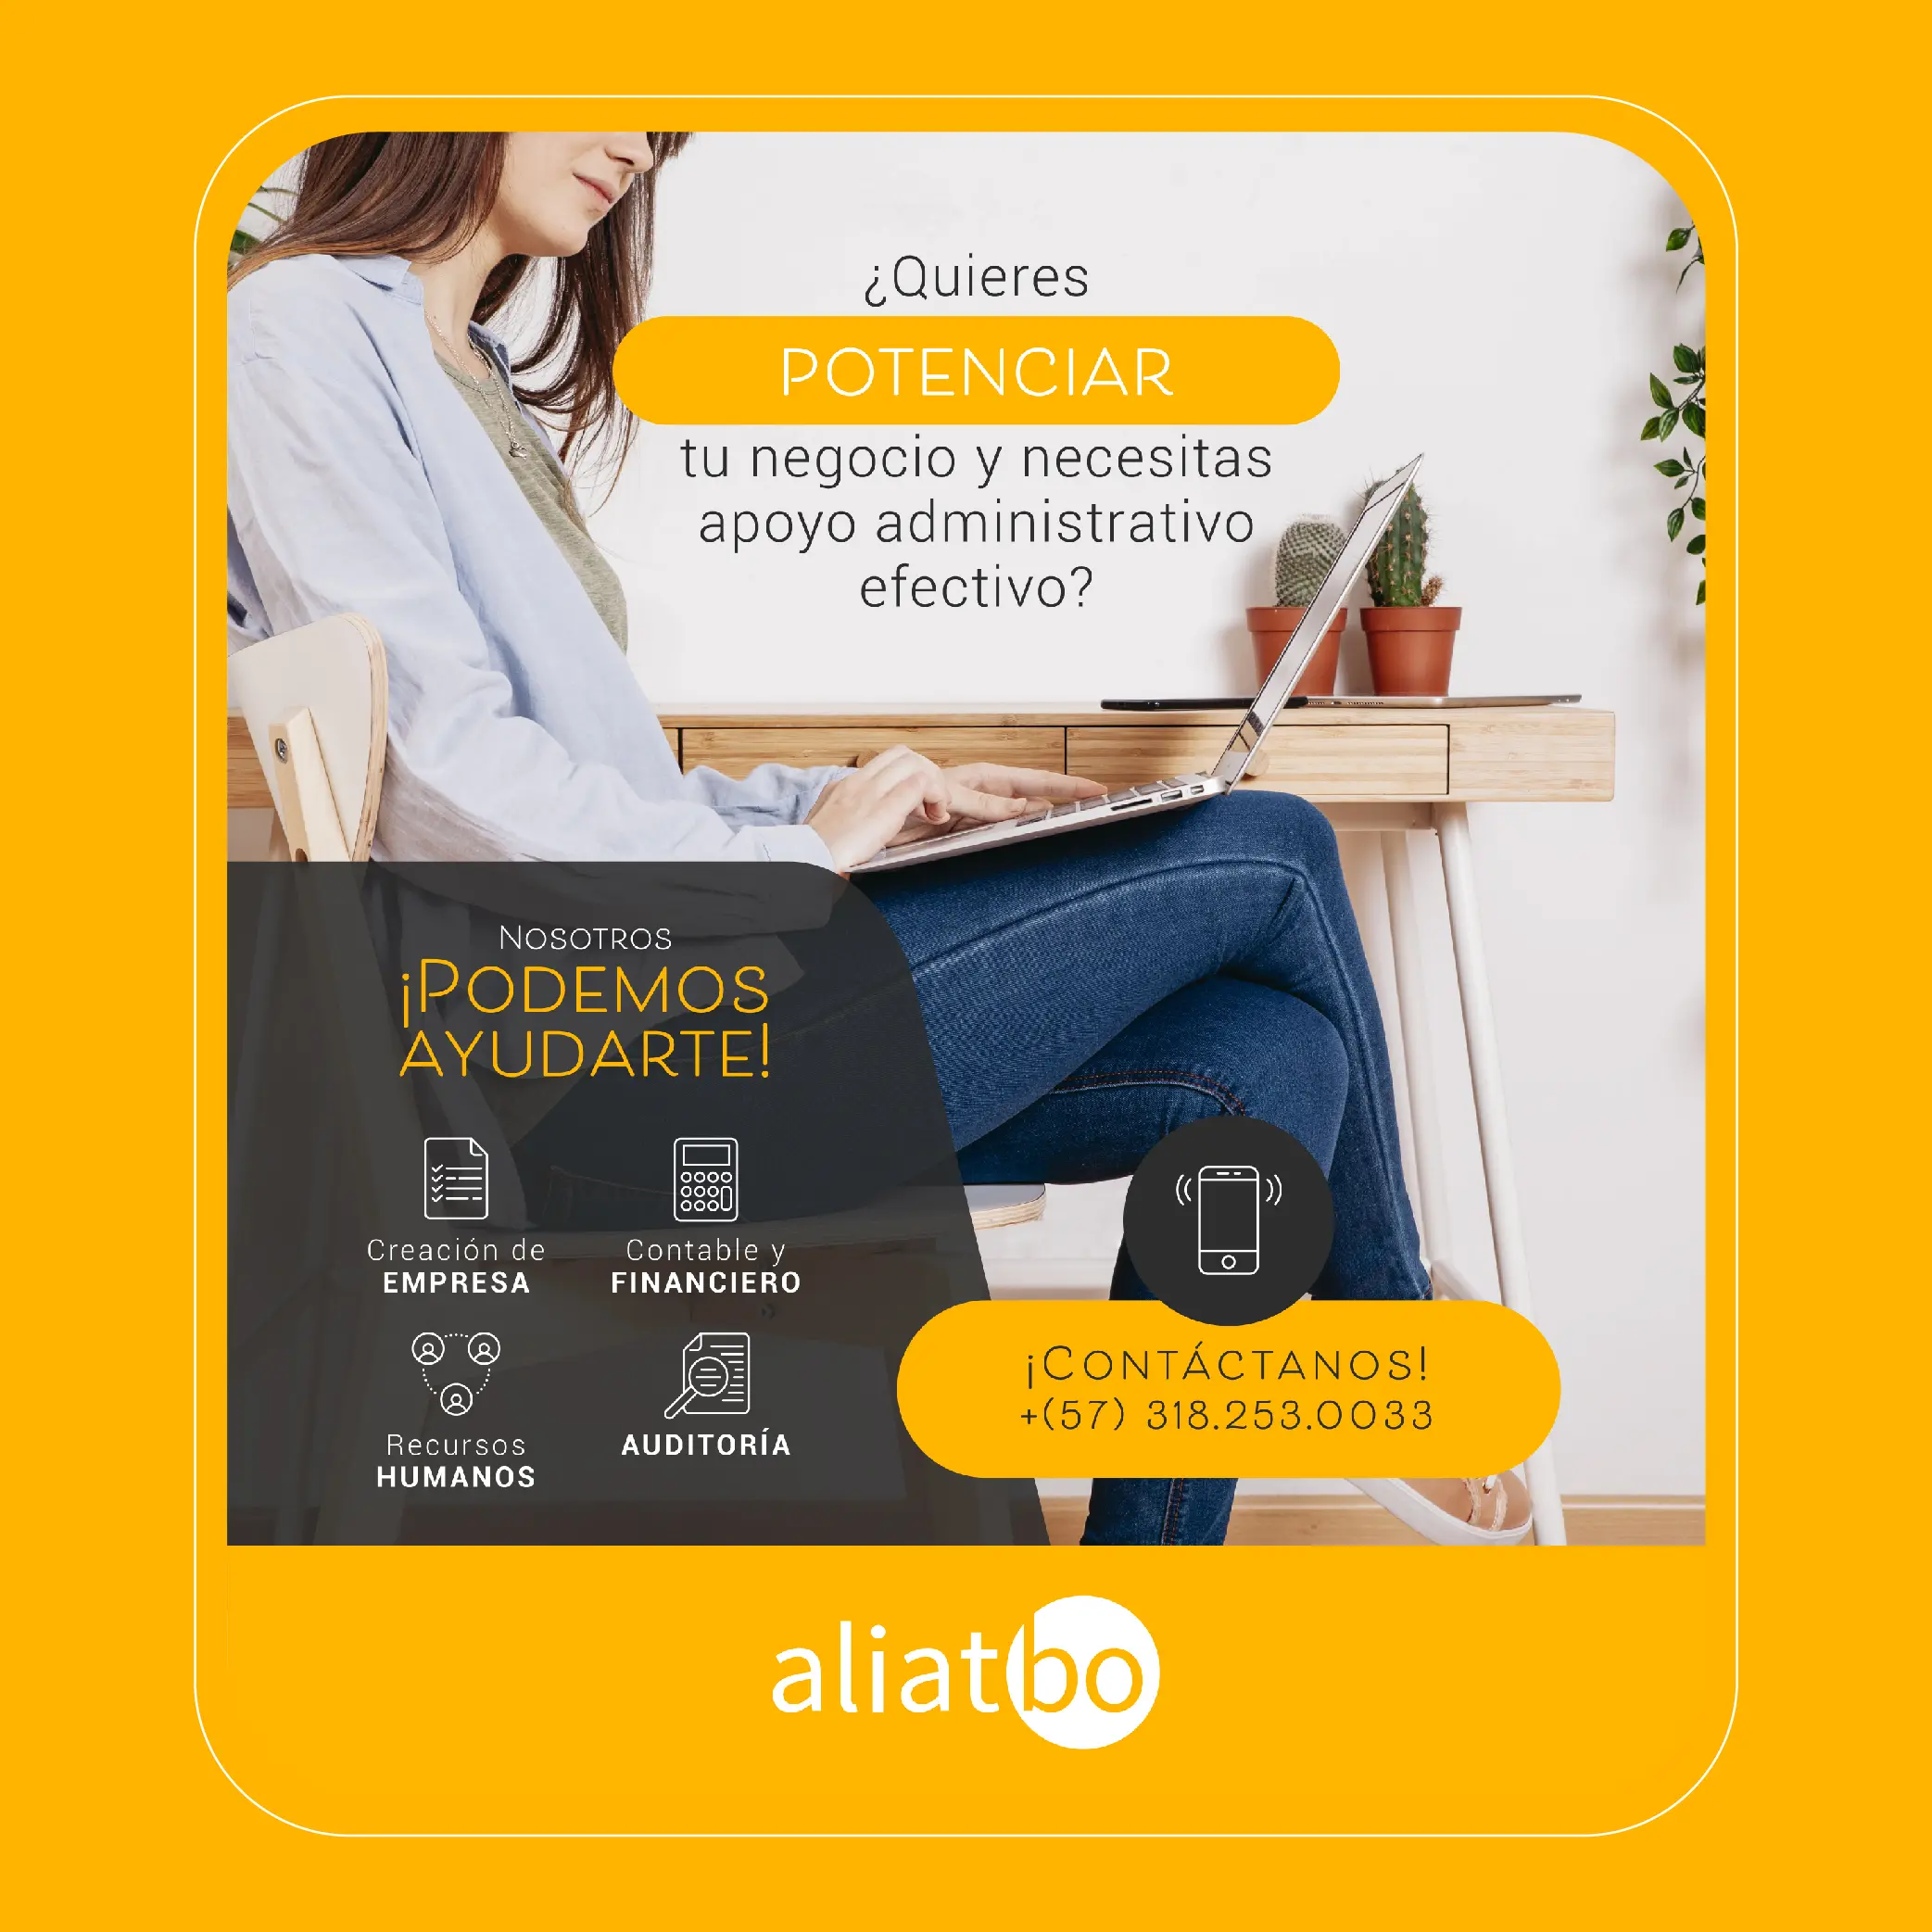 ¿Quieres
POTENCIAR
tu negocio y necesitas
apoyo administrativo
efectivo?
NOSOTROS
¡PODEMOS
AYUDARTE!
Creación de
EMPRESA
Contable y
FINANCIERO
Recursos
HUMANOS
AUDITORÍA
¡CONTÁCTANOS!
+(57) 318.253.0033
aliatbo